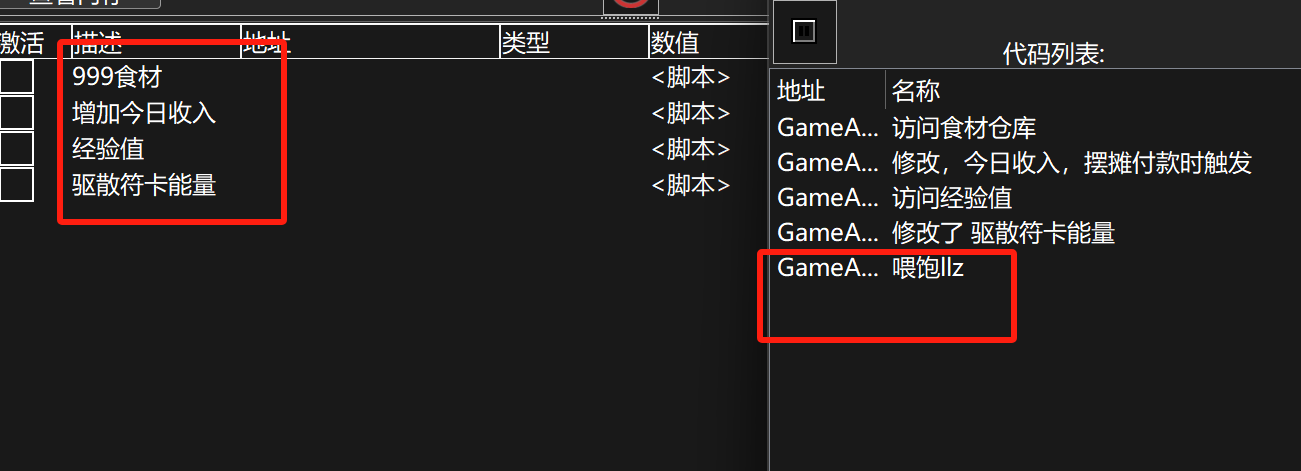 激活 描述 地址 类型 数值
999食材 <脚本>
增加今日收入 <脚本>
经验值 <脚本>
驱散符卡能量 <脚本>
代码列表:
地址 名称
GameA... 访问食材仓库
GameA... 修改，今日收入，摆摊付款时触发
GameA... 访问经验值
GameA... 修改了 驱散符卡能量
GameA... 喂饱llz